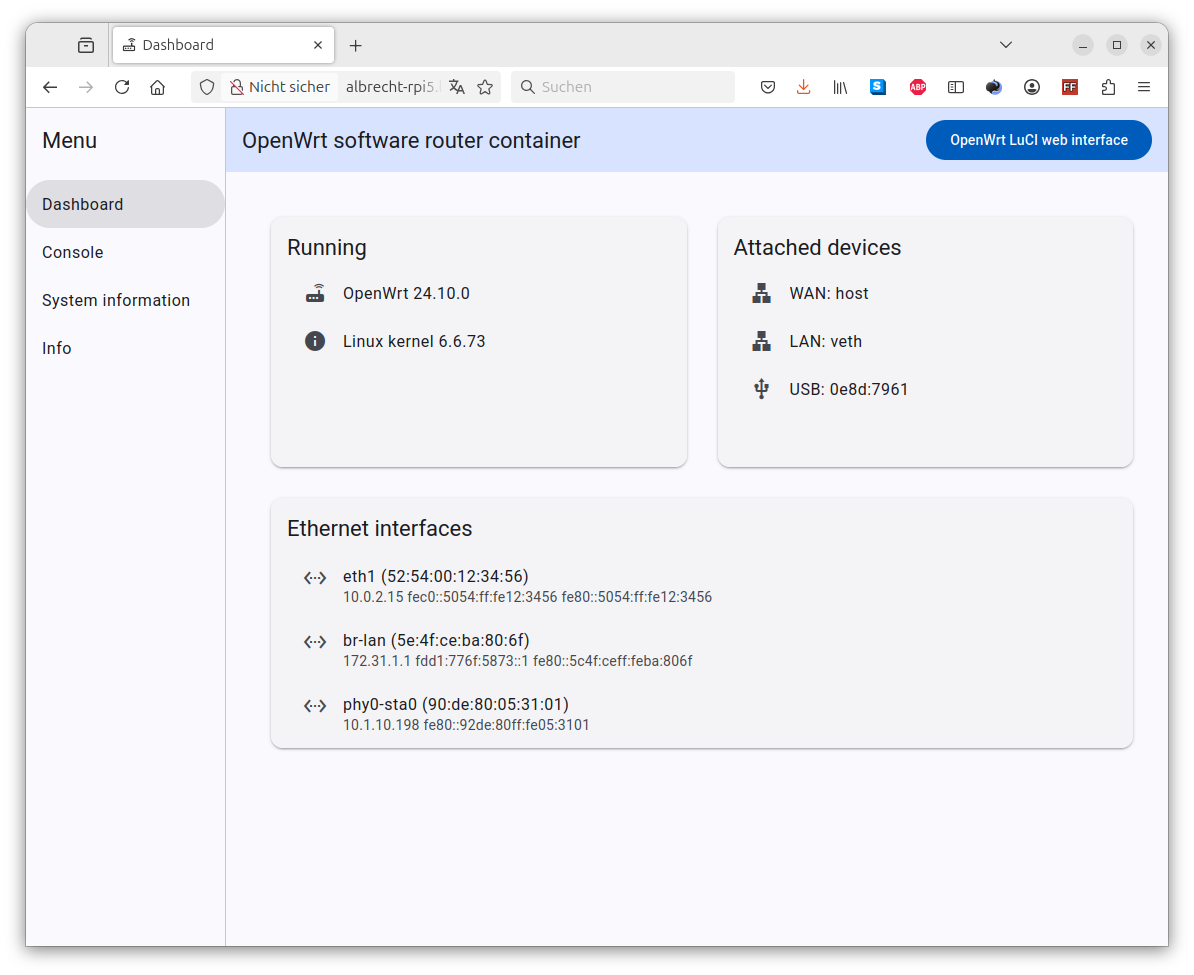 Dashboard
Nicht sicher albrecht-rpi5. Suchen
S ABP FF
Menu
OpenWrt software router container
OpenWrt LuCI web interface
Dashboard
Console
System information
Info
Running
OpenWrt 24.10.0
Linux kernel 6.6.73
Attached devices
WAN: host
LAN: veth
USB: 0e8d:7961
Ethernet interfaces
eth1 (52:54:00:12:34:56)
10.0.2.15 fec0::5054:ff:fe12:3456 fe80::5054:ff:fe12:3456
br-lan (5e:4f:ce:ba:80:6f)
172.31.1.1 fdd1:776f:5873::1 fe80::5c4f:ceff:feba:806f
phy0-sta0 (90:de:80:05:31:01)
10.1.10.198 fe80::92de:80ff:fe05:3101